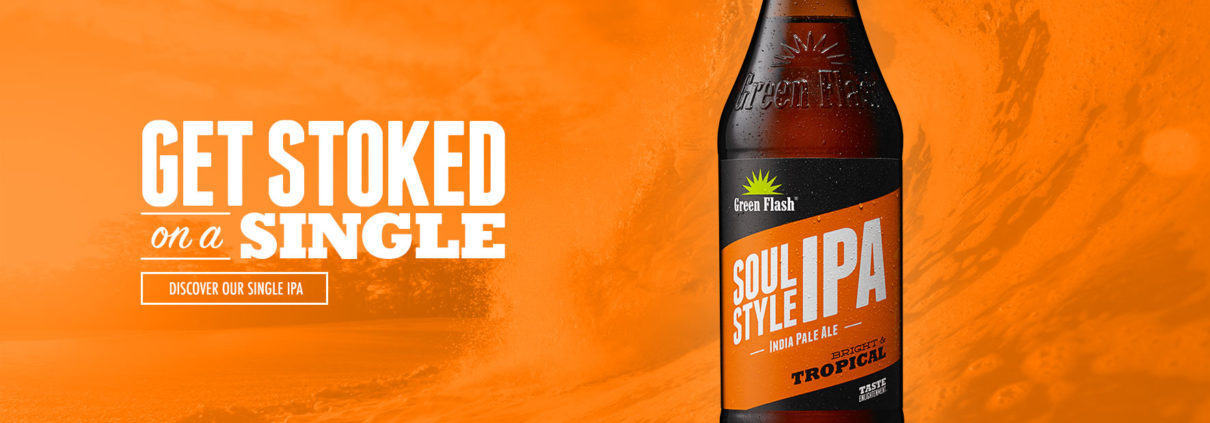 GET STOKED
on a SINGLE
DISCOVER OUR SINGLE IPA
Green Flash
Green Flash®
SOUL STYLE IPA
INDIA PALE ALE
BRIGHT &
TROPICAL
TASTE
ENLIGHTENMENT.